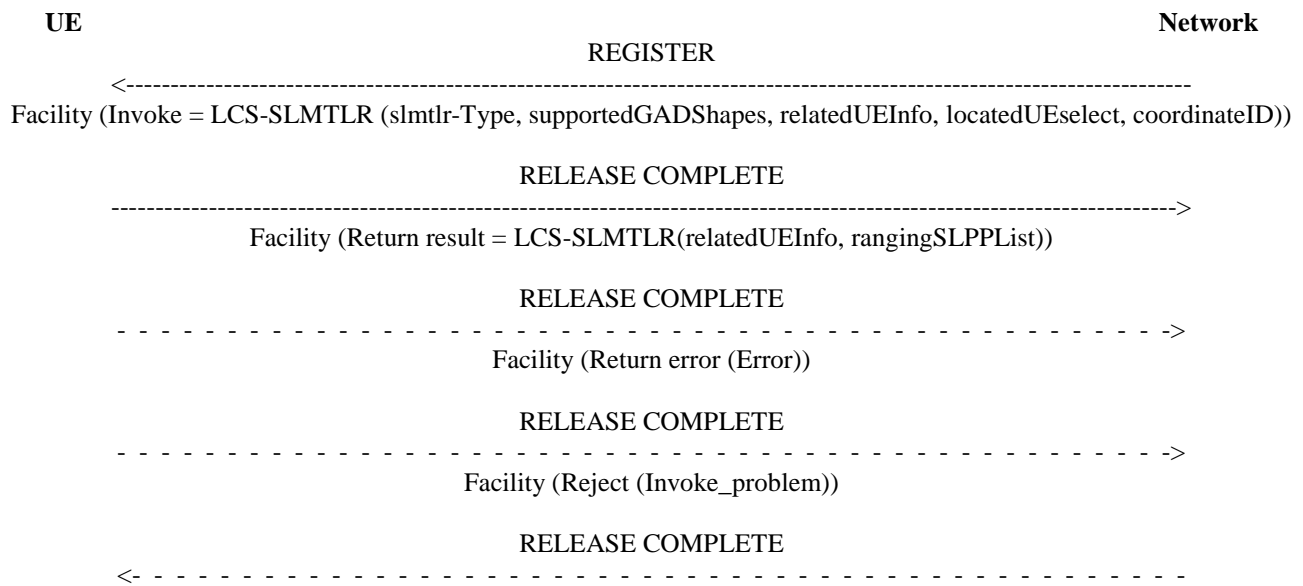 UE Network
REGISTER
<------------------------------------------------------------------------------------------------------------------------
Facility (Invoke = LCS-SLMTLR (slmtlr-Type, supportedGADShapes, relatedUEInfo, locatedUEselect, coordinateID))
RELEASE COMPLETE
------------------------------------------------------------------------------------------------------------------------>
Facility (Return result = LCS-SLMTLR(relatedUEInfo, rangingSLPPList))
RELEASE COMPLETE
- - - - - - - - - - - - - - - - - - - - - - - - - - - - - - - - - - - - - - - - - - - - - - - - ->
Facility (Return error (Error))
RELEASE COMPLETE
- - - - - - - - - - - - - - - - - - - - - - - - - - - - - - - - - - - - - - - - - - - - - - - - ->
Facility (Reject (Invoke_problem))
RELEASE COMPLETE
<- - - - - - - - - - - - - - - - - - - - - - - - - - - - - - - - - - - - - - - - - - - - - - - - -